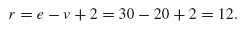 r = e − v + 2 = 30 − 20 + 2 = 12.